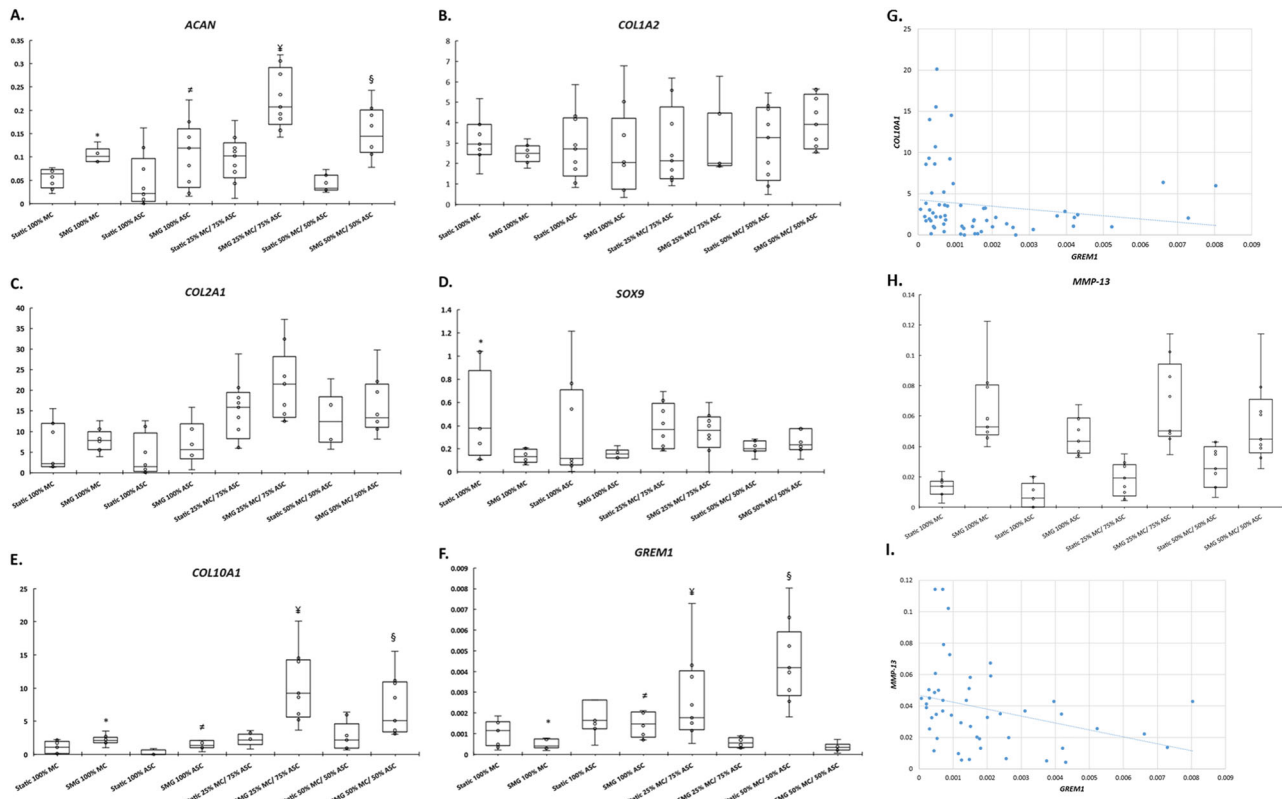 A.
ACAN
0.35
0.3
0.25
0.2
0.15
0.1
0.05
0
*
≠
¥
§
Static 100% MC
SMG 100% MC
Static 100% ASC
SMG 100% ASC
Static 25% MC/ 75% ASC
SMG 25% MC/ 75% ASC
Static 50% MC/ 50% ASC
SMG 50% MC/ 50% ASC
B.
COL1A2
8
7
6
5
4
3
2
1
0
Static 100% MC
SMG 100% MC
Static 100% ASC
SMG 100% ASC
Static 25% MC/ 75% ASC
SMG 25% MC/ 75% ASC
Static 50% MC/ 50% ASC
SMG 50% MC/ 50% ASC
C.
COL2A1
40
35
30
25
20
15
10
5
0
Static 100% MC
SMG 100% MC
Static 100% ASC
SMG 100% ASC
Static 25% MC/ 75% ASC
SMG 25% MC/ 75% ASC
Static 50% MC/ 50% ASC
SMG 50% MC/ 50% ASC
D.
SOX9
1.4
1.2
1
0.8
0.6
0.4
0.2
0
*
Static 100% MC
SMG 100% MC
Static 100% ASC
SMG 100% ASC
Static 25% MC/ 75% ASC
SMG 25% MC/ 75% ASC
Static 50% MC/ 50% ASC
SMG 50% MC/ 50% ASC
E.
COL10A1
25
20
15
10
5
0
*
≠
¥
§
Static 100% MC
SMG 100% MC
Static 100% ASC
SMG 100% ASC
Static 25% MC/ 75% ASC
SMG 25% MC/ 75% ASC
Static 50% MC/ 50% ASC
SMG 50% MC/ 50% ASC
F.
GREM1
0.009
0.008
0.007
0.006
0.005
0.004
0.003
0.002
0.001
0
*
≠
¥
§
Static 100% MC
SMG 100% MC
Static 100% ASC
SMG 100% ASC
Static 25% MC/ 75% ASC
SMG 25% MC/ 75% ASC
Static 50% MC/ 50% ASC
SMG 50% MC/ 50% ASC
G.
COL10A1
25
20
15
10
5
0
0 0.001 0.002 0.003 0.004 0.005 0.006 0.007 0.008 0.009
GREM1
H.
MMP-13
0.14
0.12
0.1
0.08
0.06
0.04
0.02
0
Static 100% MC
SMG 100% MC
Static 100% ASC
SMG 100% ASC
Static 25% MC/ 75% ASC
SMG 25% MC/ 75% ASC
Static 50% MC/ 50% ASC
SMG 50% MC/ 50% ASC
I.
MMP-13
0.12
0.1
0.08
0.06
0.04
0.02
0
0 0.001 0.002 0.003 0.004 0.005 0.006 0.007 0.008 0.009
GREM1